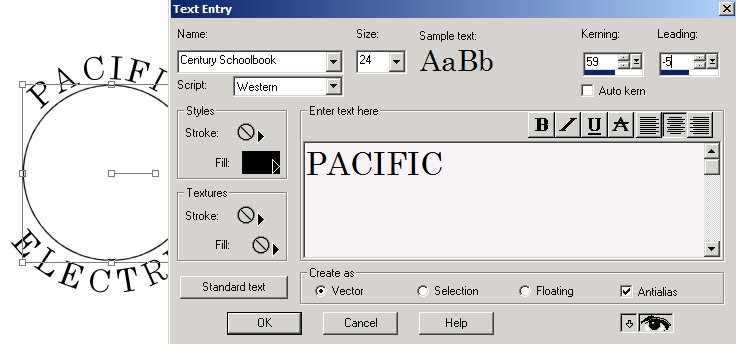 Text Entry
Name: Size: Sample text: Kerning: Leading:
Century Schoolbook 24 AaBb 59 -5
Script: Western Auto kern
Styles Enter text here
Stroke: B I U A
Fill: PACIFIC
Textures
Stroke:
Fill:
Standard text Create as
Vector Selection Floating Antialias
OK Cancel Help
PACIFI
ELECTR